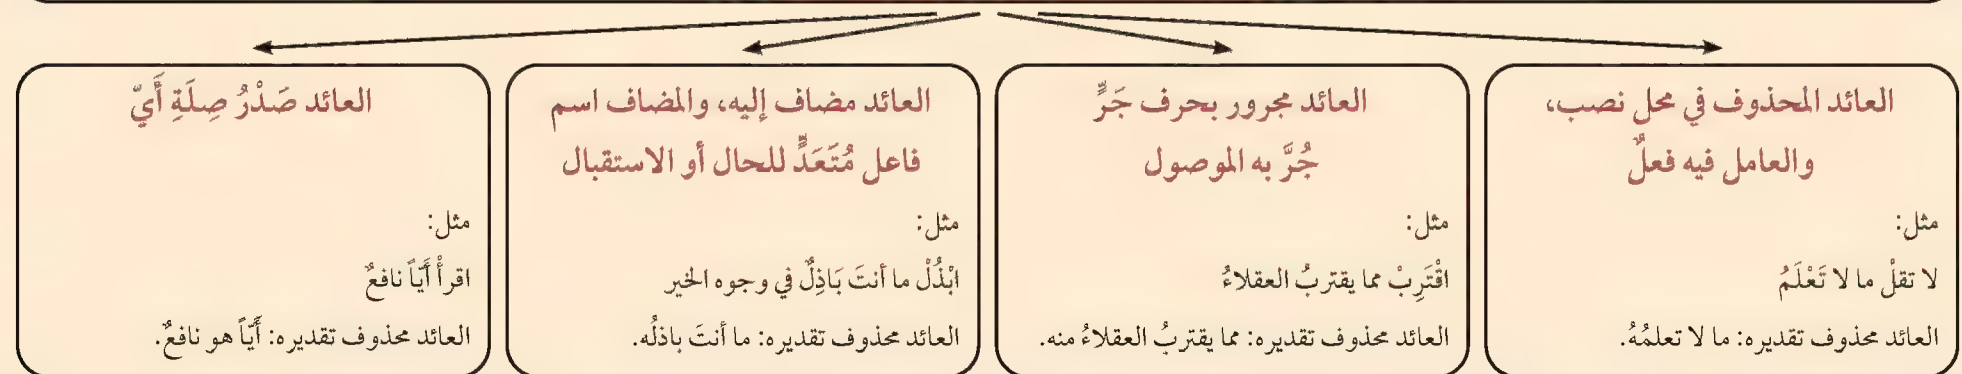 العائد المحذوف في محل نصب،
والعامل فيه فعلٌ
مثل:
لا تقلْ ما لا تَعْلَمُ
العائد محذوف تقديره: ما لا تعلمُهُ.
العائد مجرور بحرف جَرٍّ
جُرَّ به الموصول
مثل:
اقْتَرِبْ مما يقتربُ العقلاءُ
العائد محذوف تقديره: مما يقتربُ العقلاءُ منه.
العائد مضاف إليه، والمضاف اسم
فاعل مُتَعَدٍّ للحال أو الاستقبال
مثل:
ابْذُلْ ما أنتَ بَاذِلٌ في وجوه الخير
العائد محذوف تقديره: ما أنتَ باذلُه.
العائد صَدْرُ صِلَةِ أَيّ
مثل:
اقرأْ أَيّاً نافعٌ
العائد محذوف تقديره: أَيّاً هو نافعٌ.